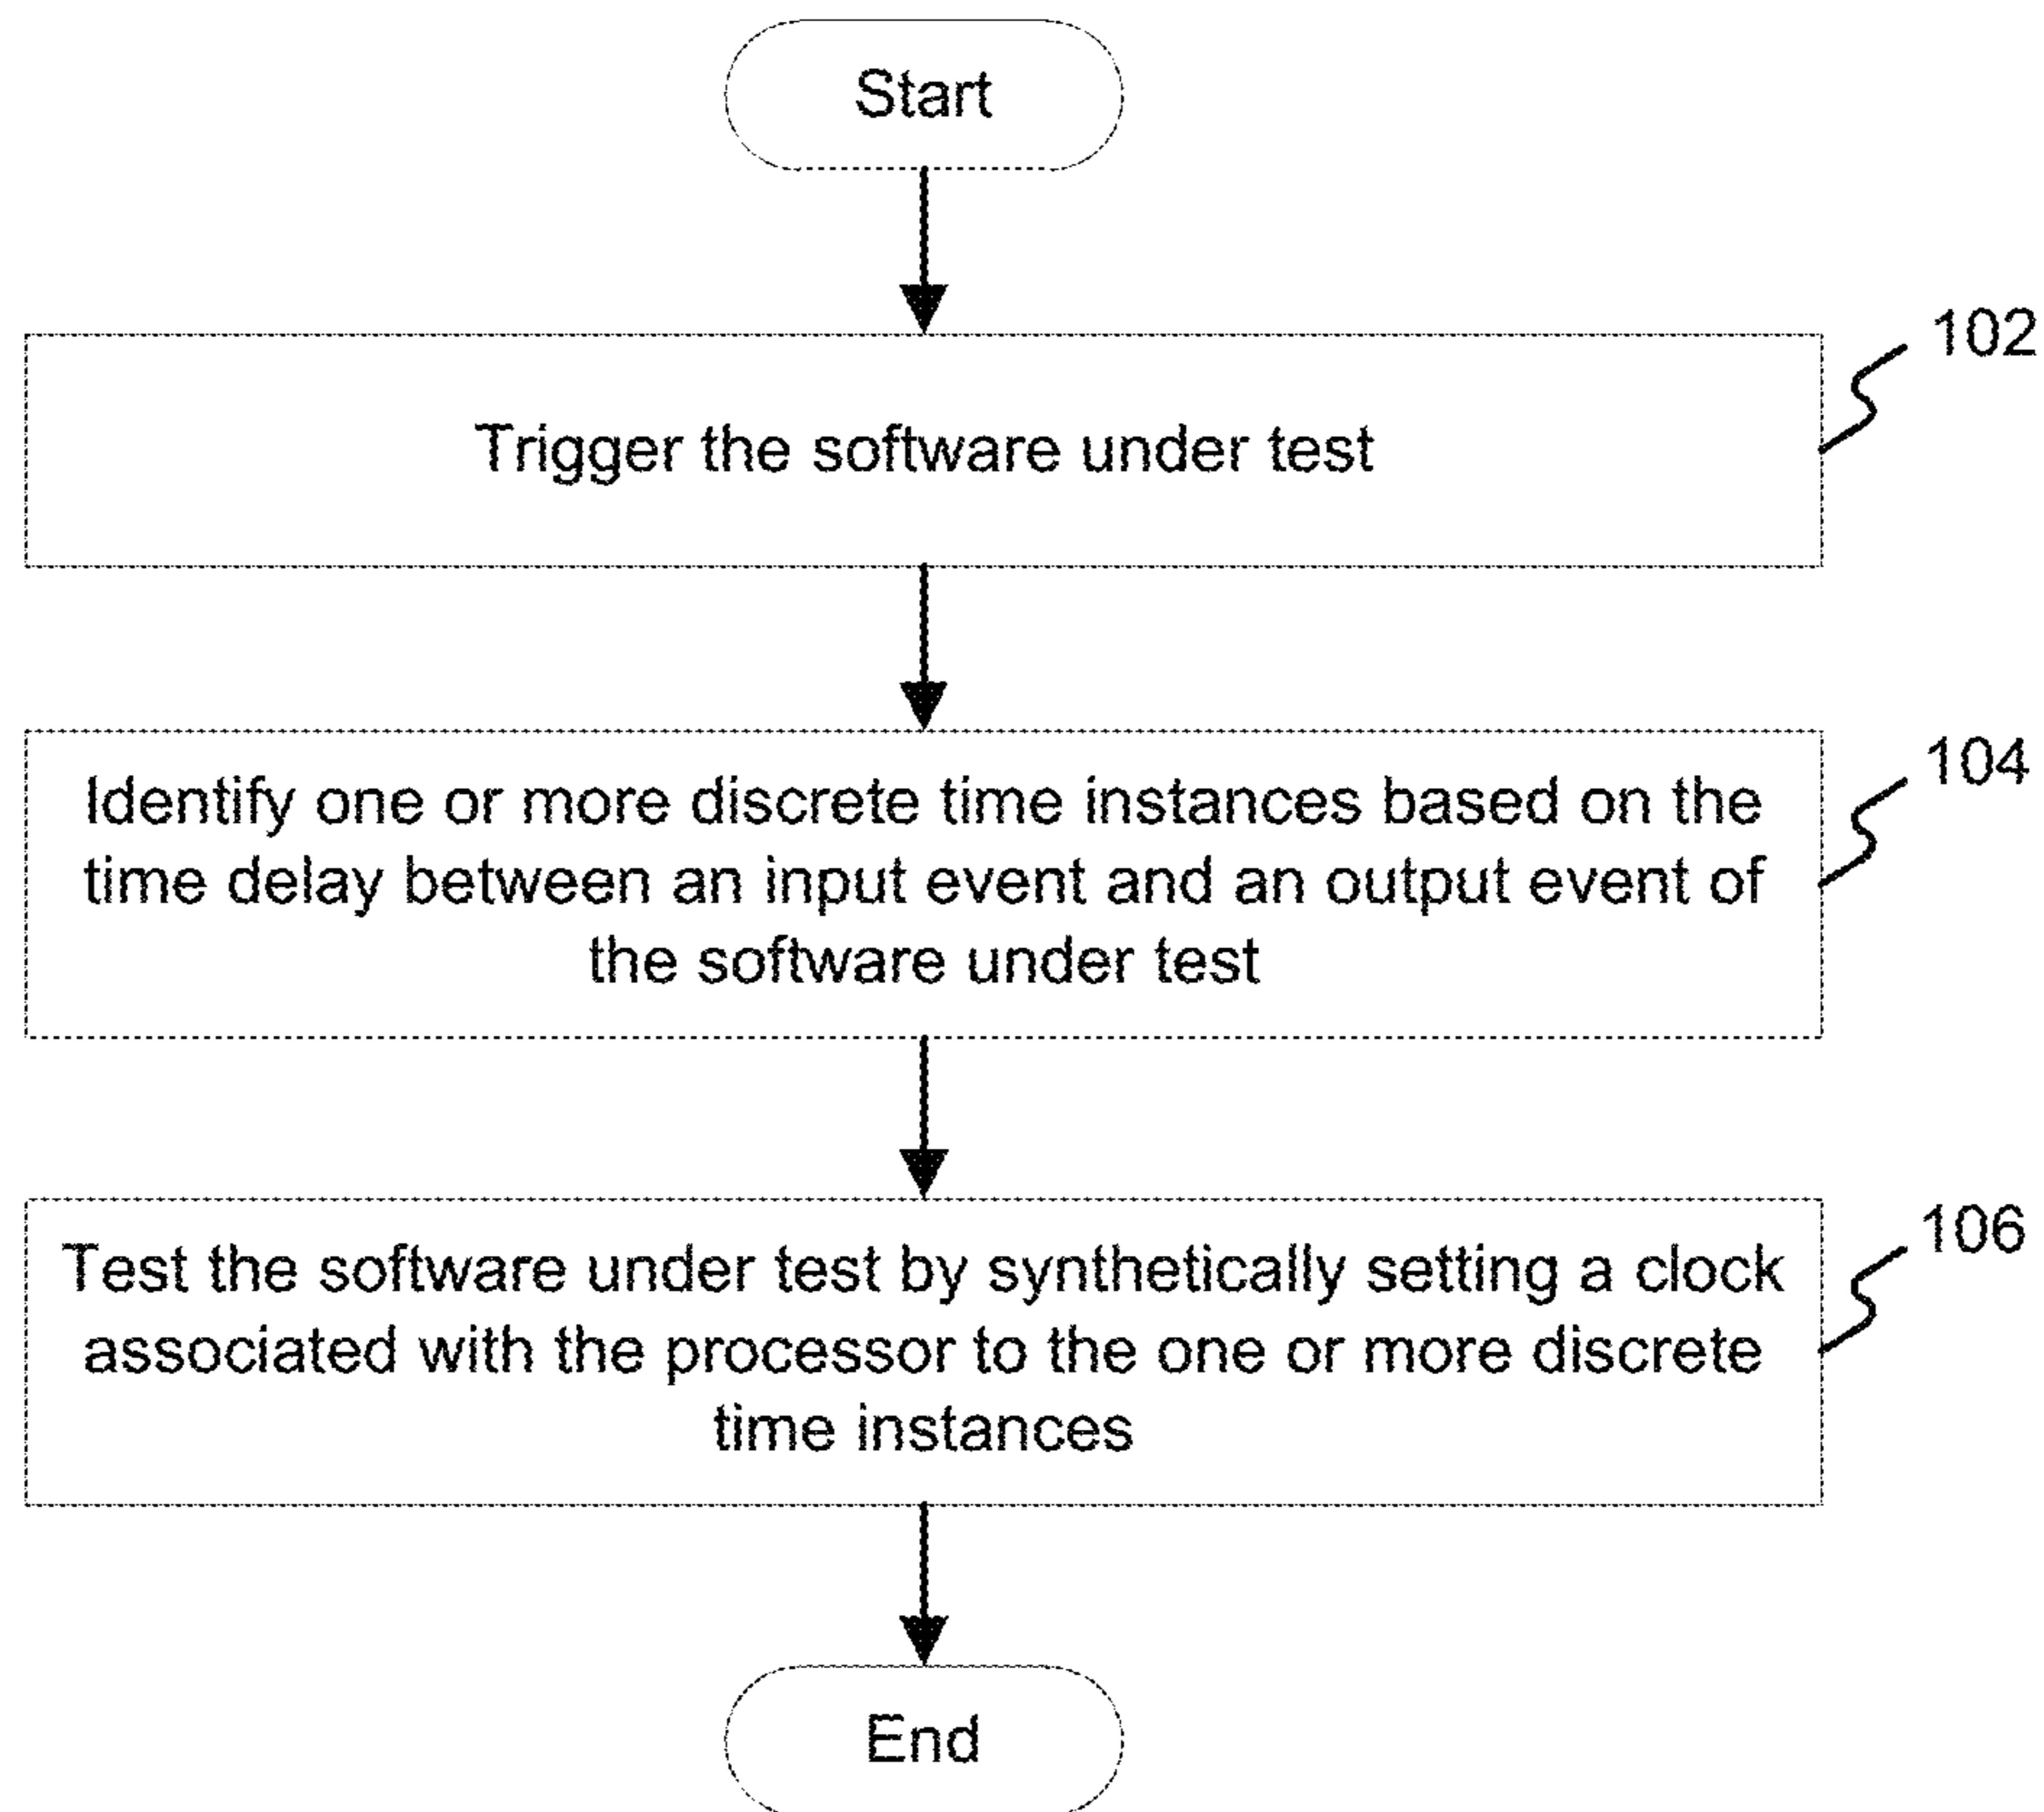 Start
102
Trigger the software under test
104
Identify one or more discrete time instances based on the
time delay between an input event and an output event of
the software under test
106
Test the software under test by synthetically setting a clock
associated with the processor to the one or more discrete
time instances
End